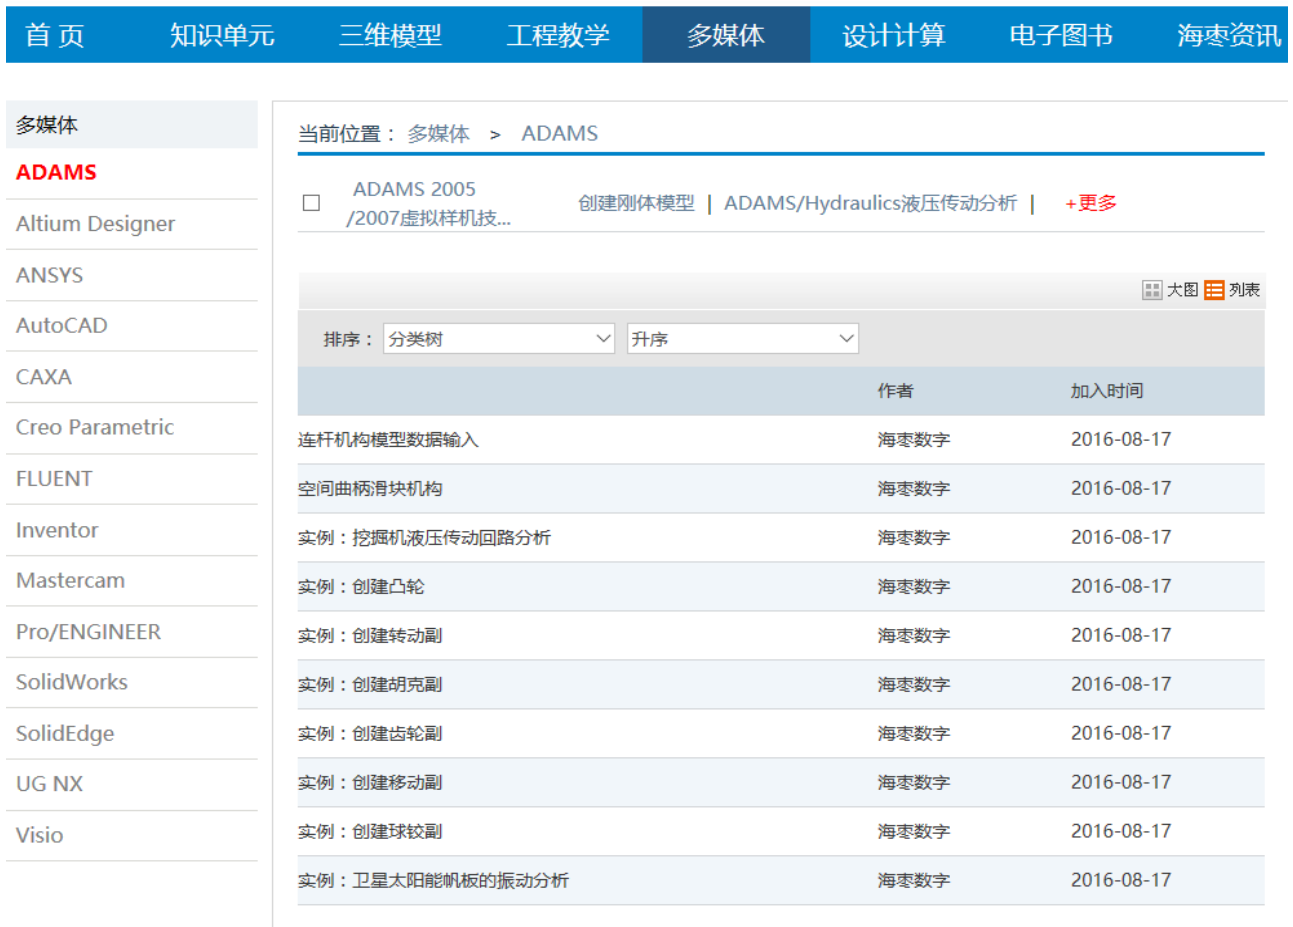 首 页 知识单元 三维模型 工程教学 多媒体 设计计算 电子图书 海枣资讯
多媒体
ADAMS
Altium Designer
ANSYS
AutoCAD
CAXA
Creo Parametric
FLUENT
Inventor
Mastercam
Pro/ENGINEER
SolidWorks
SolidEdge
UG NX
Visio
当前位置： 多媒体 > ADAMS
ADAMS 2005
/2007虚拟样机技...
创建刚体模型 | ADAMS/Hydraulics液压传动分析 | +更多
大图 列表
排序： 分类树 升序
作者 加入时间
连杆机构模型数据输入 海枣数字 2016-08-17
空间曲柄滑块机构 海枣数字 2016-08-17
实例：挖掘机液压传动回路分析 海枣数字 2016-08-17
实例：创建凸轮 海枣数字 2016-08-17
实例：创建转动副 海枣数字 2016-08-17
实例：创建胡克副 海枣数字 2016-08-17
实例：创建齿轮副 海枣数字 2016-08-17
实例：创建移动副 海枣数字 2016-08-17
实例：创建球铰副 海枣数字 2016-08-17
实例：卫星太阳能帆板的振动分析 海枣数字 2016-08-17